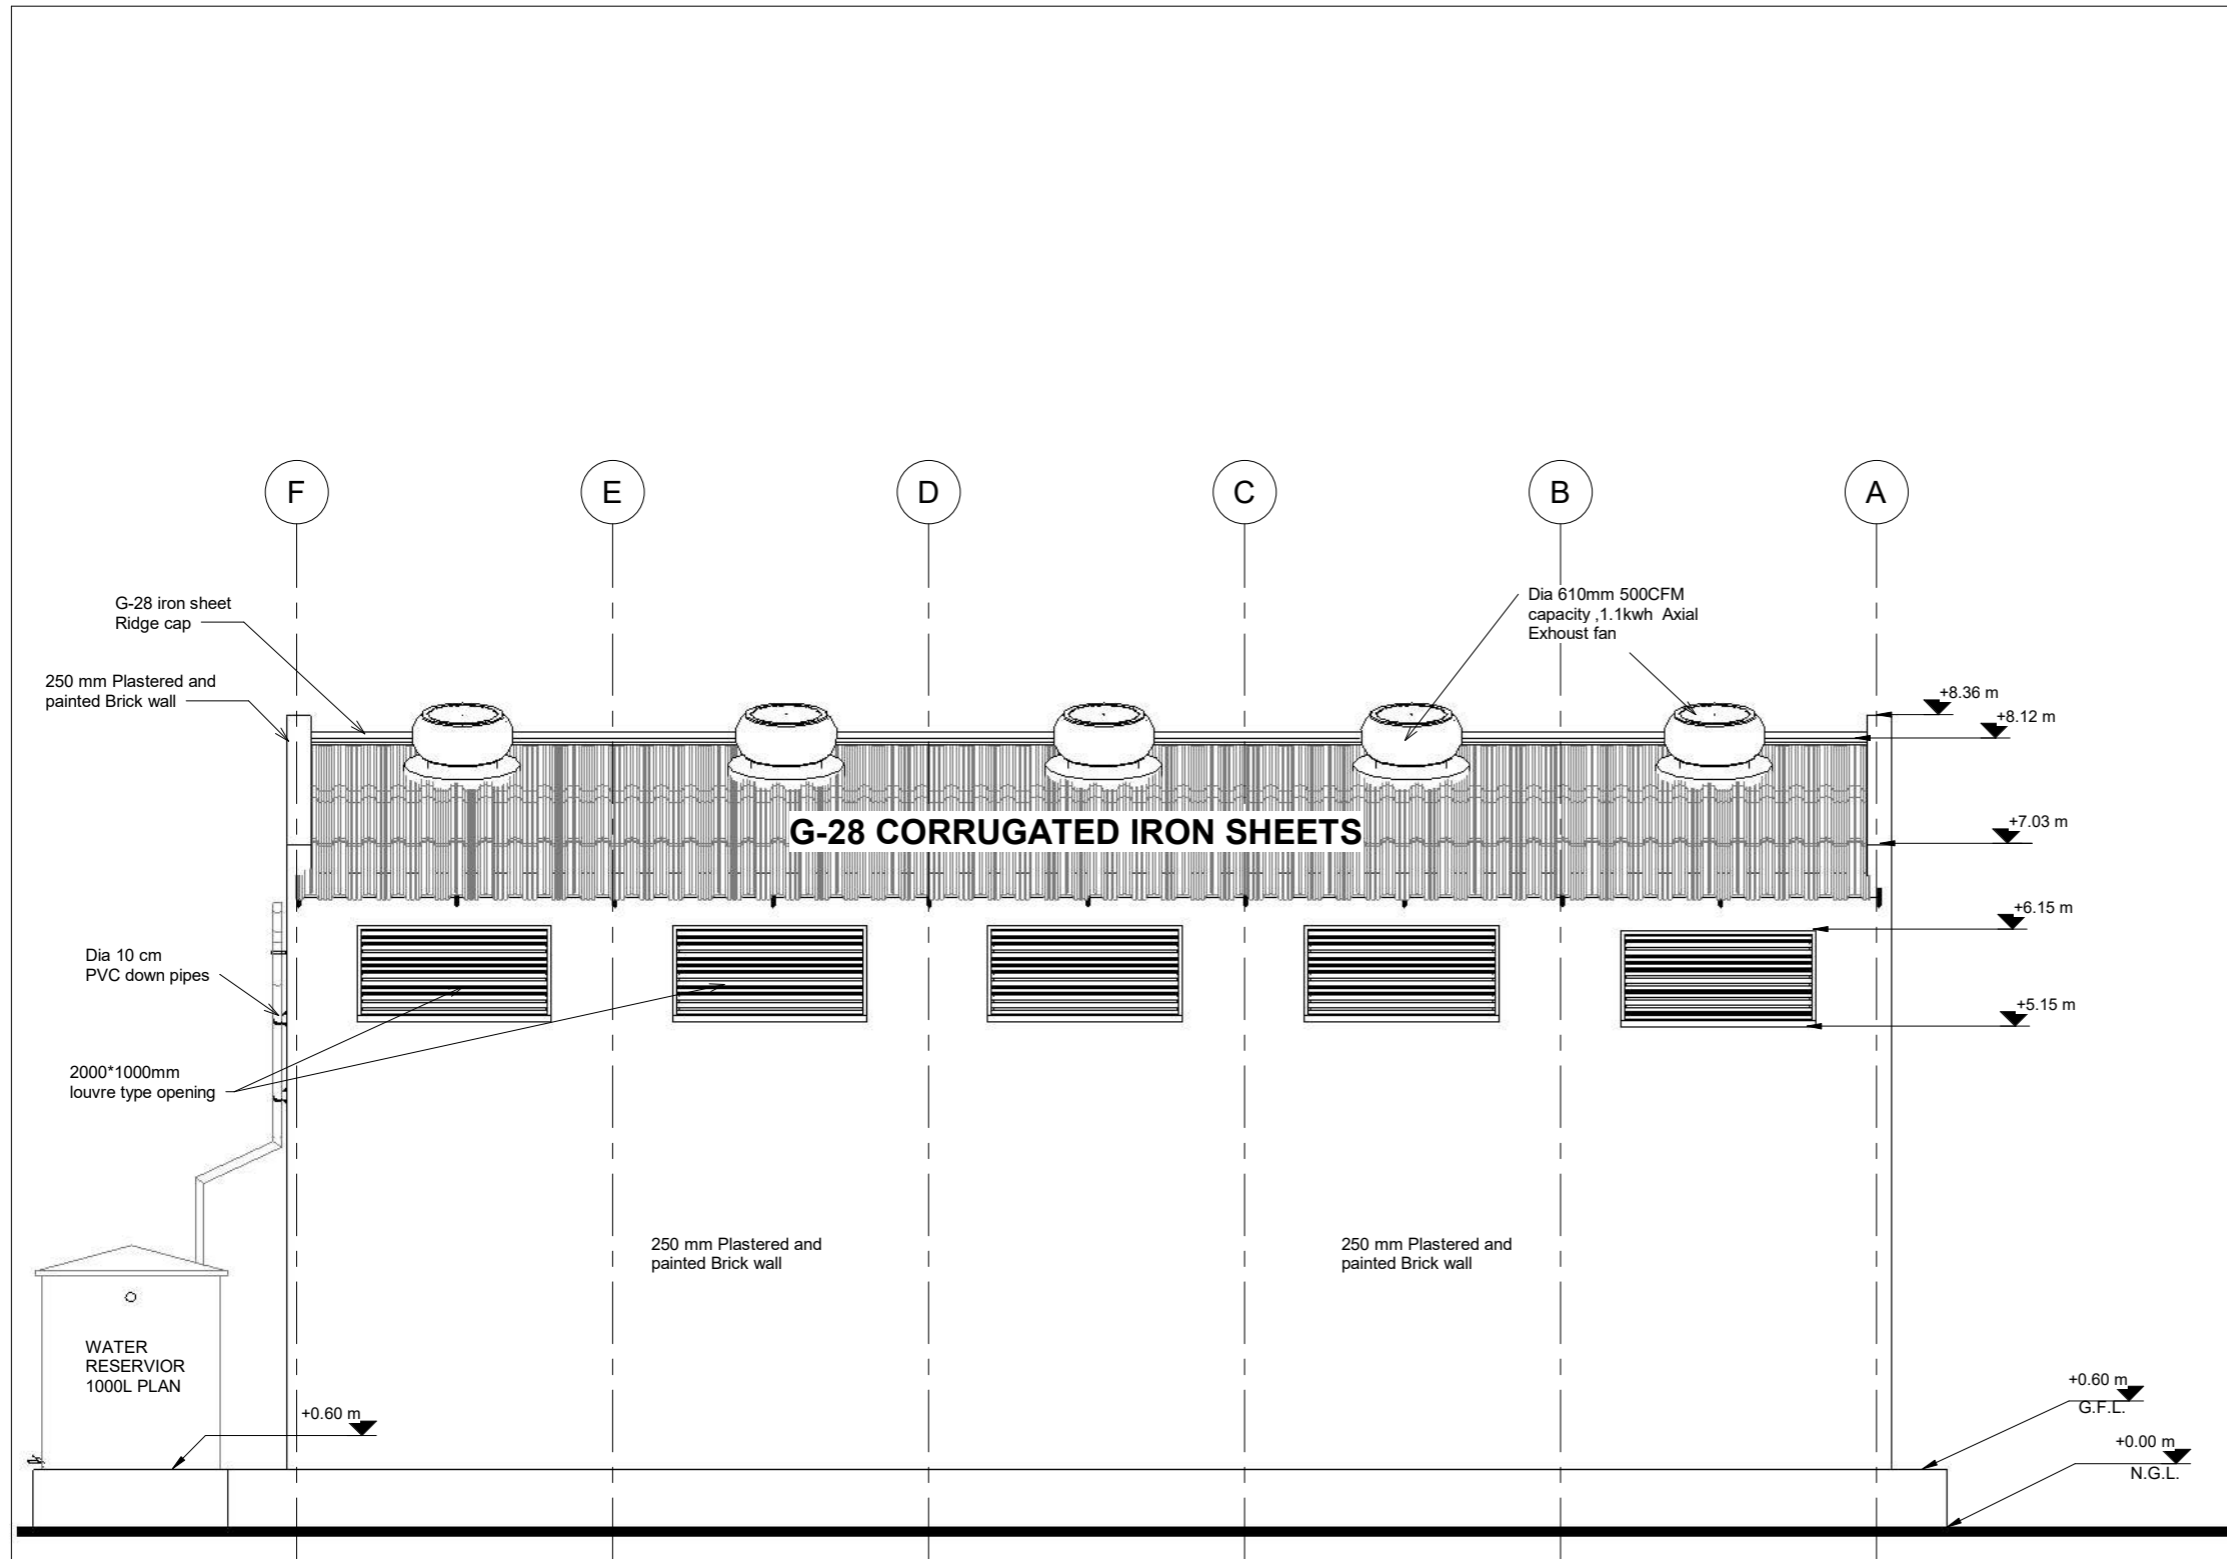 F
E
D
C
B
A
G-28 iron sheet
Ridge cap
Dia 610mm 500CFM
capacity ,1.1kwh Axial
Exhoust fan
250 mm Plastered and
painted Brick wall
+8.36 m
+8.12 m
G-28 CORRUGATED IRON SHEETS
+7.03 m
+6.15 m
Dia 10 cm
PVC down pipes
+5.15 m
2000*1000mm
louvre type opening
250 mm Plastered and
painted Brick wall
250 mm Plastered and
painted Brick wall
WATER
RESERVIOR
1000L PLAN
+0.60 m
+0.60 m
G.F.L.
+0.00 m
N.G.L.